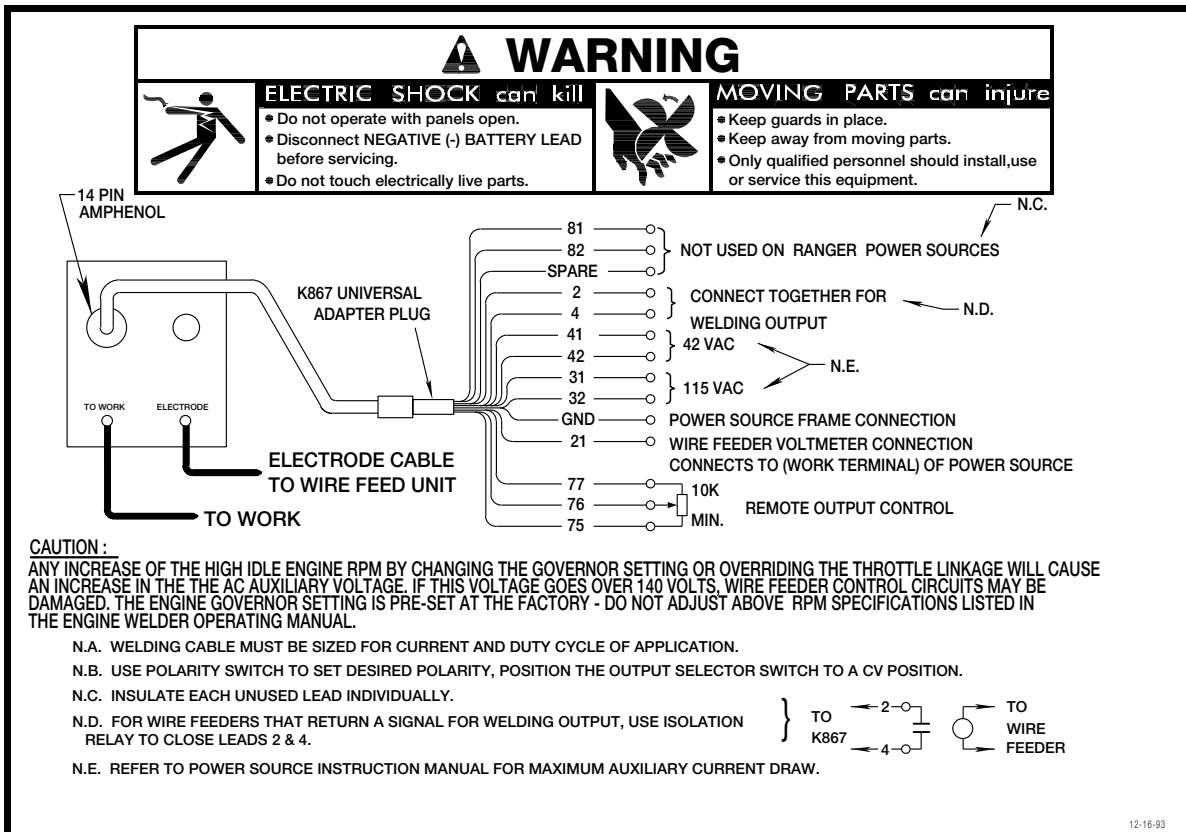 WARNING
ELECTRIC SHOCK can kill
● Do not operate with panels open.
● Disconnect NEGATIVE (-) BATTERY LEAD
before servicing.
● Do not touch electrically live parts.
MOVING PARTS can injure
● Keep guards in place.
● Keep away from moving parts.
● Only qualified personnel should install,use
or service this equipment.
14 PIN
AMPHENOL
N.C.
81
82
SPARE
NOT USED ON RANGER POWER SOURCES
K867 UNIVERSAL
ADAPTER PLUG
2
4
CONNECT TOGETHER FOR
WELDING OUTPUT
N.D.
41
42
42 VAC
N.E.
31
32
115 VAC
GND
POWER SOURCE FRAME CONNECTION
21
WIRE FEEDER VOLTMETER CONNECTION
CONNECTS TO (WORK TERMINAL) OF POWER SOURCE
77
76
75
10K
MIN.
REMOTE OUTPUT CONTROL
TO WORK
ELECTRODE
ELECTRODE CABLE
TO WIRE FEED UNIT
TO WORK
CAUTION :
ANY INCREASE OF THE HIGH IDLE ENGINE RPM BY CHANGING THE GOVERNOR SETTING OR OVERRIDING THE THROTTLE LINKAGE WILL CAUSE
AN INCREASE IN THE THE AC AUXILIARY VOLTAGE. IF THIS VOLTAGE GOES OVER 140 VOLTS, WIRE FEEDER CONTROL CIRCUITS MAY BE
DAMAGED. THE ENGINE GOVERNOR SETTING IS PRE-SET AT THE FACTORY - DO NOT ADJUST ABOVE RPM SPECIFICATIONS LISTED IN
THE ENGINE WELDER OPERATING MANUAL.
N.A. WELDING CABLE MUST BE SIZED FOR CURRENT AND DUTY CYCLE OF APPLICATION.
N.B. USE POLARITY SWITCH TO SET DESIRED POLARITY, POSITION THE OUTPUT SELECTOR SWITCH TO A CV POSITION.
N.C. INSULATE EACH UNUSED LEAD INDIVIDUALLY.
N.D. FOR WIRE FEEDERS THAT RETURN A SIGNAL FOR WELDING OUTPUT, USE ISOLATION
RELAY TO CLOSE LEADS 2 & 4.
TO
K867
2
4
TO
WIRE
FEEDER
N.E. REFER TO POWER SOURCE INSTRUCTION MANUAL FOR MAXIMUM AUXILIARY CURRENT DRAW.
12-16-93